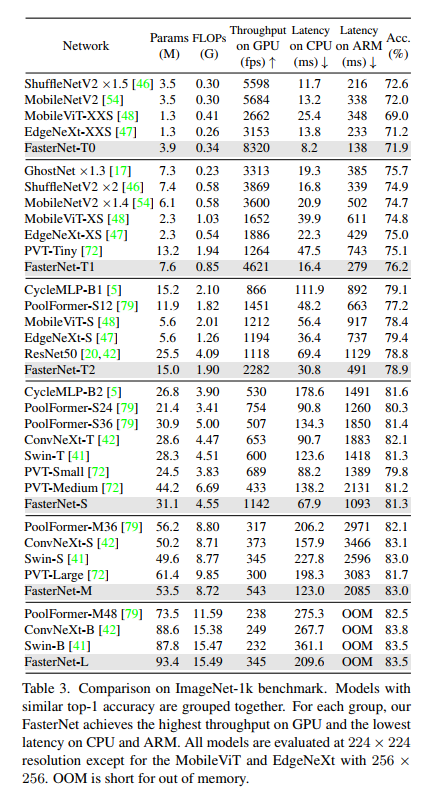 Network Params (M) FLOPs (G) Throughput on GPU (fps) ↑ Latency on CPU (ms) ↓ Latency on ARM (ms) ↓ Acc. (%)
ShuffleNetV2 ×1.5 [46] 3.5 0.30 5598 11.7 216 72.6
MobileNetV2 [54] 3.5 0.30 5684 13.2 338 72.0
MobileViT-XXS [48] 1.3 0.41 2662 25.4 348 69.0
EdgeNeXt-XXS [47] 1.3 0.26 3153 13.8 233 71.2
FasterNet-T0 3.9 0.34 8320 8.2 138 71.9
GhostNet ×1.3 [17] 7.3 0.23 3313 19.3 385 75.7
ShuffleNetV2 ×2 [46] 7.4 0.58 3869 16.8 339 74.9
MobileNetV2 ×1.4 [54] 6.1 0.58 3600 20.9 502 74.7
MobileViT-XS [48] 2.3 1.03 1652 39.9 611 74.8
EdgeNeXt-XS [47] 2.3 0.54 1886 22.3 429 75.0
PVT-Tiny [72] 13.2 1.94 1264 47.5 743 75.1
FasterNet-T1 7.6 0.85 4621 16.4 279 76.2
CycleMLP-B1 [5] 15.2 2.10 866 111.9 892 79.1
PoolFormer-S12 [79] 11.9 1.82 1451 48.2 663 77.2
MobileViT-S [48] 5.6 2.01 1212 56.4 917 78.4
EdgeNeXt-S [47] 5.6 1.26 1194 36.4 737 79.4
ResNet50 [20,42] 25.5 4.09 1118 69.4 1129 78.8
FasterNet-T2 15.0 1.90 2282 30.8 491 78.9
CycleMLP-B2 [5] 26.8 3.90 530 178.6 1491 81.6
PoolFormer-S24 [79] 21.4 3.41 754 90.8 1260 80.3
PoolFormer-S36 [79] 30.9 5.00 507 134.3 1850 81.4
ConvNeXt-T [42] 28.6 4.47 653 90.7 1883 82.1
Swin-T [41] 28.3 4.51 600 123.6 1418 81.3
PVT-Small [72] 24.5 3.83 689 88.2 1389 79.8
PVT-Medium [72] 44.2 6.69 433 138.2 2131 81.2
FasterNet-S 31.1 4.55 1142 67.9 1093 81.3
PoolFormer-M36 [79] 56.2 8.80 317 206.2 2971 82.1
ConvNeXt-S [42] 50.2 8.71 373 157.9 3466 83.1
Swin-S [41] 49.6 8.77 345 227.8 2596 83.0
PVT-Large [72] 61.4 9.85 300 198.3 3083 81.7
FasterNet-M 53.5 8.72 543 123.0 2085 83.0
PoolFormer-M48 [79] 73.5 11.59 238 275.3 OOM 82.5
ConvNeXt-B [42] 88.6 15.38 249 267.7 OOM 83.8
Swin-B [41] 87.8 15.47 232 361.1 OOM 83.5
FasterNet-L 93.4 15.49 345 209.6 OOM 83.5
Table 3. Comparison on ImageNet-1k benchmark. Models with
similar top-1 accuracy are grouped together. For each group, our
FasterNet achieves the highest throughput on GPU and the lowest
latency on CPU and ARM. All models are evaluated at 224 × 224
resolution except for the MobileViT and EdgeNeXt with 256 ×
256. OOM is short for out of memory.